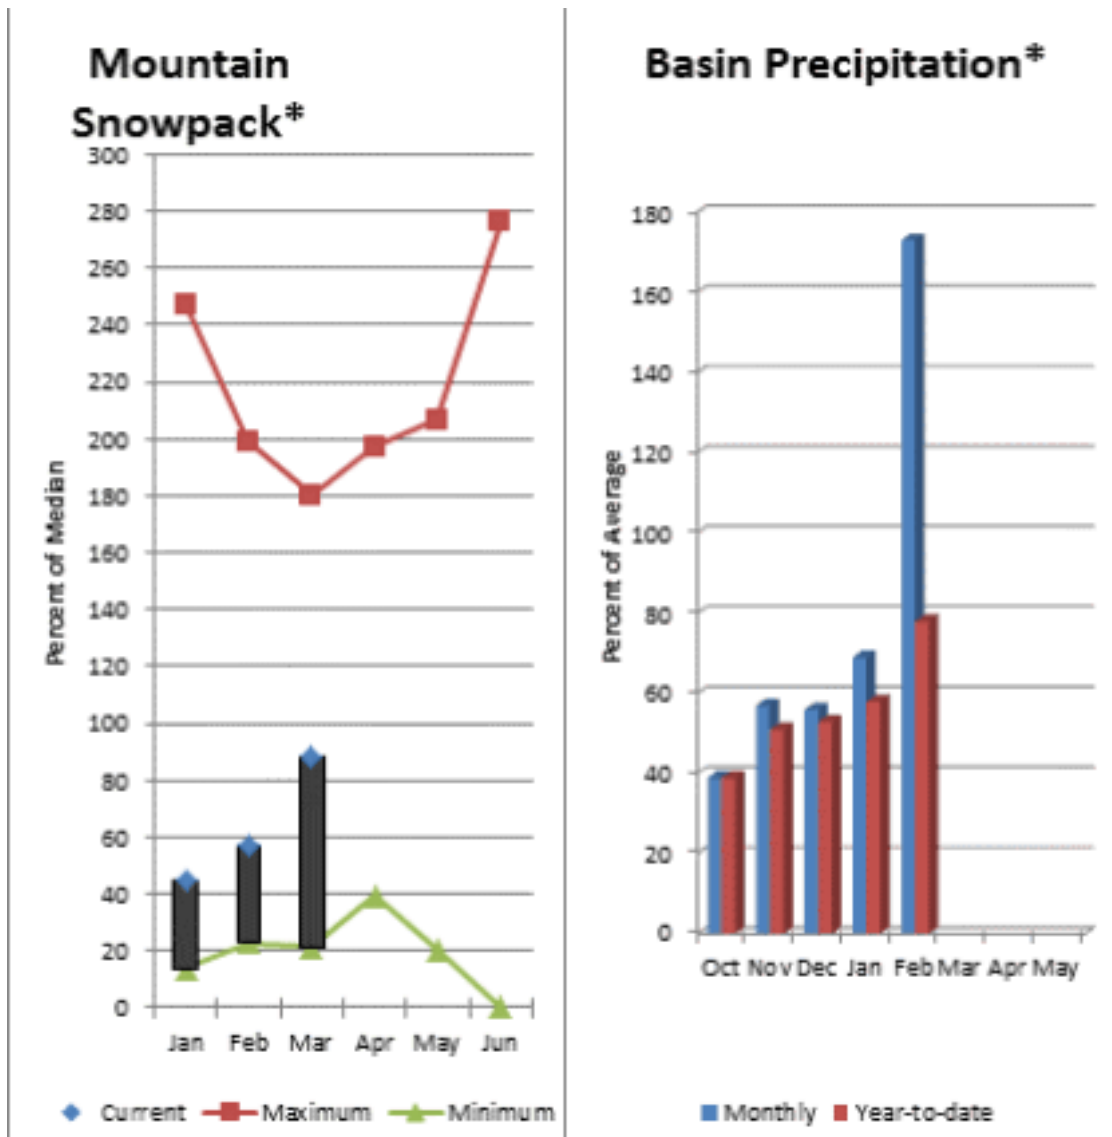 Mountain
Snowpack*
300
280
260
240
220
200
180
160
140
120
100
80
60
40
20
0
Percent of Median
Jan Feb Mar Apr May Jun
Current Maximum Minimum
Basin Precipitation*
180
160
140
120
100
80
60
40
20
0
Percent of Average
Oct Nov Dec Jan Feb Mar Apr May
Monthly Year-to-date